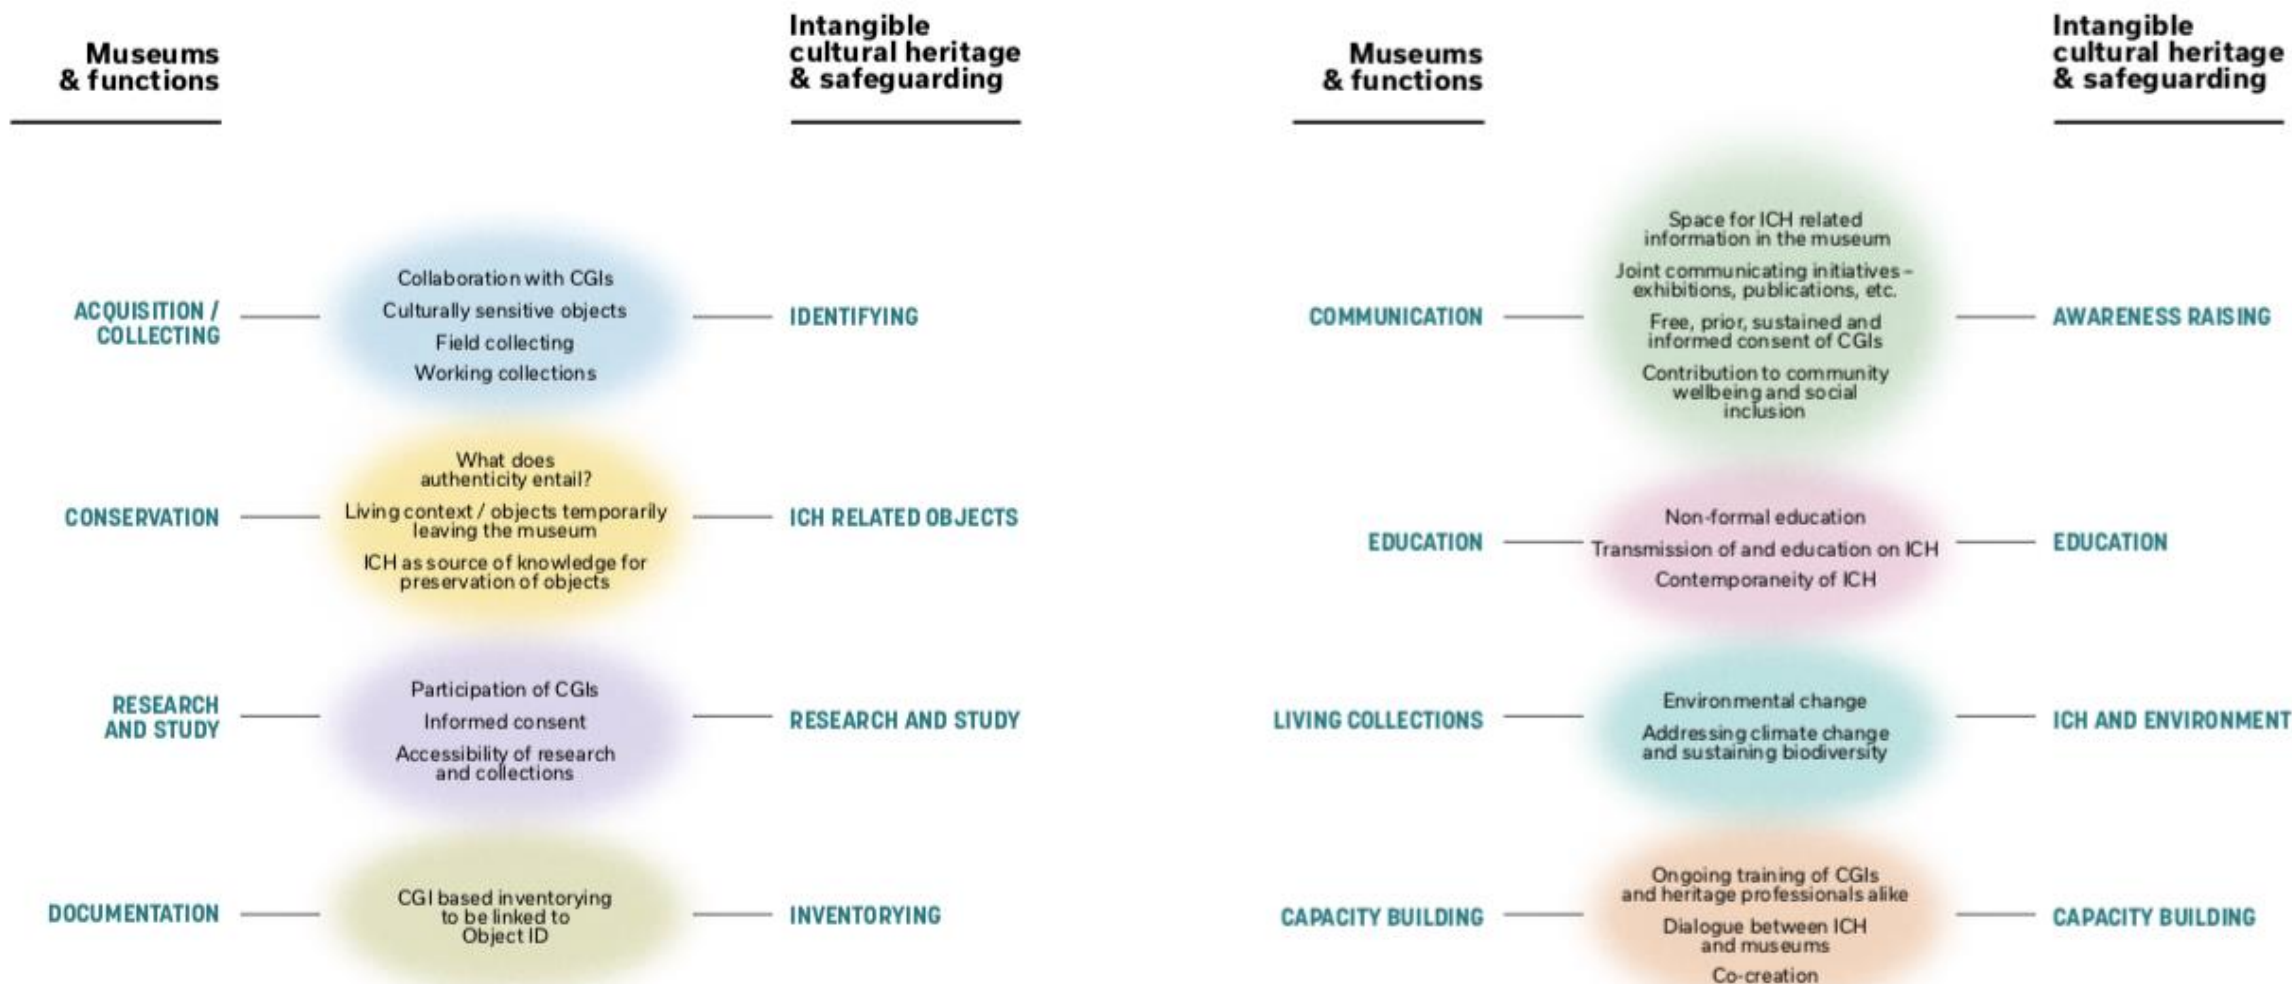 Museums
& functions
Intangible
cultural heritage
& safeguarding
ACQUISITION /
COLLECTING
Collaboration with CGIs
Culturally sensitive objects
Field collecting
Working collections
IDENTIFYING
CONSERVATION
What does
authenticity entail?
Living context / objects temporarily
leaving the museum
ICH as source of knowledge for
preservation of objects
ICH RELATED OBJECTS
RESEARCH
AND STUDY
Participation of CGIs
Informed consent
Accessibility of research
and collections
RESEARCH AND STUDY
DOCUMENTATION
CGI based inventorying
to be linked to
Object ID
INVENTORYING
Museums
& functions
Intangible
cultural heritage
& safeguarding
COMMUNICATION
Space for ICH related
information in the museum
Joint communicating initiatives –
exhibitions, publications, etc.
Free, prior, sustained and
informed consent of CGIs
Contribution to community
wellbeing and social
inclusion
AWARENESS RAISING
EDUCATION
Non-formal education
Transmission of and education on ICH
Contemporaneity of ICH
EDUCATION
LIVING COLLECTIONS
Environmental change
Addressing climate change
and sustaining biodiversity
ICH AND ENVIRONMENT
CAPACITY BUILDING
Ongoing training of CGIs
and heritage professionals alike
Dialogue between ICH
and museums
Co-creation
CAPACITY BUILDING